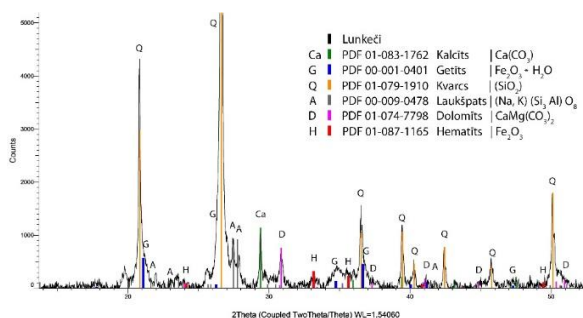 5000
4000
3000
2000
1000
0
Counts
Lunkeči
Ca PDF 01-083-1762 Kalcīts | Ca(CO₃)
G PDF 00-001-0401 Getīts | Fe₂O₃ - H₂O
Q PDF 01-079-1910 Kvarcs | (SiO₂)
A PDF 00-009-0478 Laukšpats | (Na, K) (Si₃ Al) O₈
D PDF 01-074-7798 Dolomīts | CaMg(CO₃)₂
H PDF 01-087-1165 Hematīts | Fe₂O₃
Q
Q
G
A
A
H
G
A
A
Ca
D
H
G
H
Q
G
D
Q
Q
D
A
Q
Q
D
G
H
Q
D
20
30
40
50
2Theta (Coupled TwoTheta/Theta) WL=1.54060